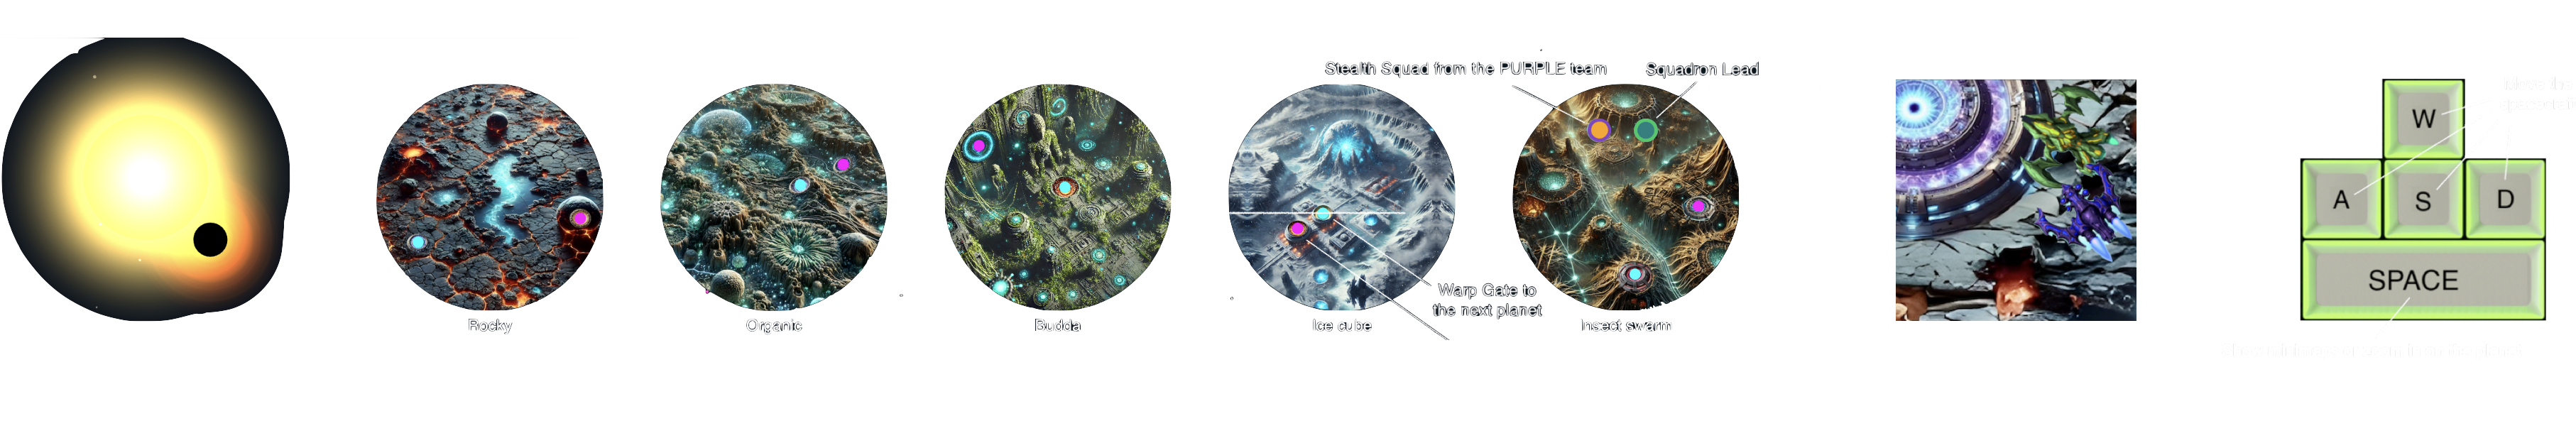 Stealth Squad from the PURPLE team
Squadron Lead
Warp Gate to
the next planet
Rocky
Organic
Budda
Ice cube
Insect swarm
W
A
S
D
SPACE